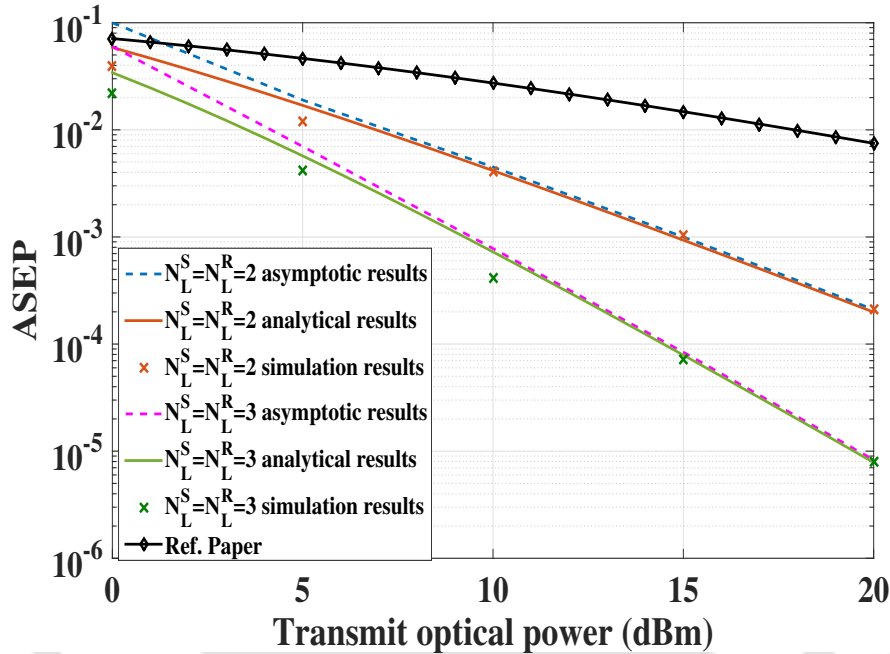 ASEP
10^-1
10^-2
10^-3
10^-4
10^-5
10^-6
N_L^S=N_L^R=2 asymptotic results
N_L^S=N_L^R=2 analytical results
N_L^S=N_L^R=2 simulation results
N_L^S=N_L^R=3 asymptotic results
N_L^S=N_L^R=3 analytical results
N_L^S=N_L^R=3 simulation results
Ref. Paper
0 5 10 15 20
Transmit optical power (dBm)